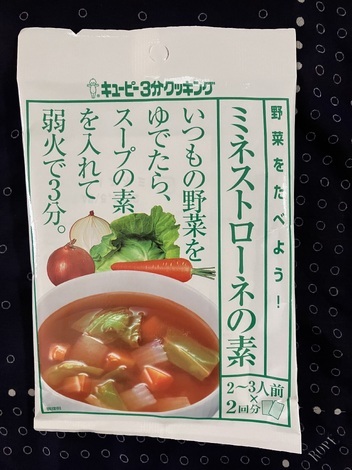 キユーピー3分クッキング
野菜をたべよう!
ミネストローネの素
いつもの野菜を
ゆでたら、
スープの素
を入れて
弱火で3分。
2～3人前
×
2回分